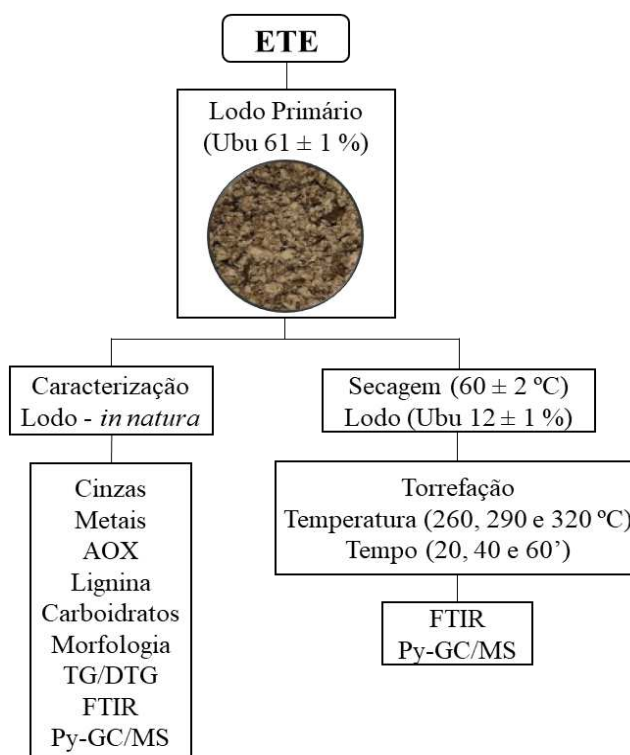 ETE
Lodo Primário
(Ubu 61 ± 1 %)
Caracterização
Lodo - in natura
Cinzas
Metais
AOX
Lignina
Carboidratos
Morfologia
TG/DTG
FTIR
Py-GC/MS
Secagem (60 ± 2 ºC)
Lodo (Ubu 12 ± 1 %)
Torrefação
Temperatura (260, 290 e 320 ºC)
Tempo (20, 40 e 60’)
FTIR
Py-GC/MS